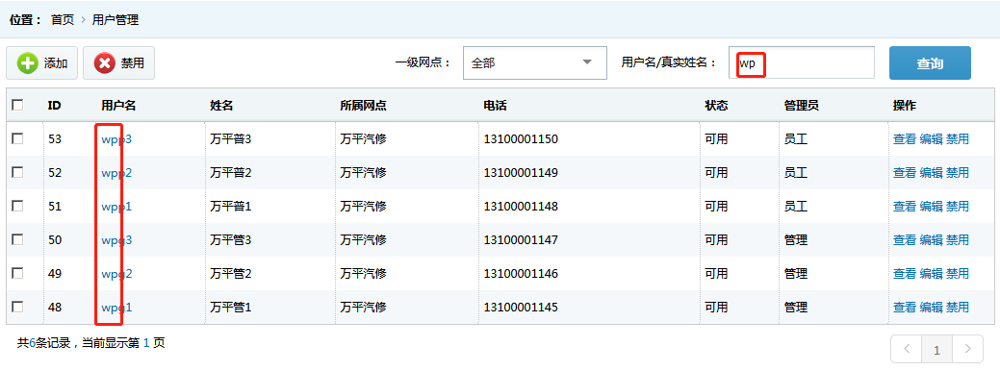 位置： 首页 > 用户管理
添加 禁用 一级网点： 全部 用户名/真实姓名： wp 查询
ID 用户名 姓名 所属网点 电话 状态 管理员 操作
53 wpp3 万平普3 万平汽修 13100001150 可用 员工 查看 编辑 禁用
52 wpp2 万平普2 万平汽修 13100001149 可用 员工 查看 编辑 禁用
51 wpp1 万平普1 万平汽修 13100001148 可用 员工 查看 编辑 禁用
50 wpg3 万平管3 万平汽修 13100001147 可用 管理 查看 编辑 禁用
49 wpg2 万平管2 万平汽修 13100001146 可用 管理 查看 编辑 禁用
48 wpg1 万平管1 万平汽修 13100001145 可用 管理 查看 编辑 禁用
共6条记录，当前显示第 1 页
< 1 >